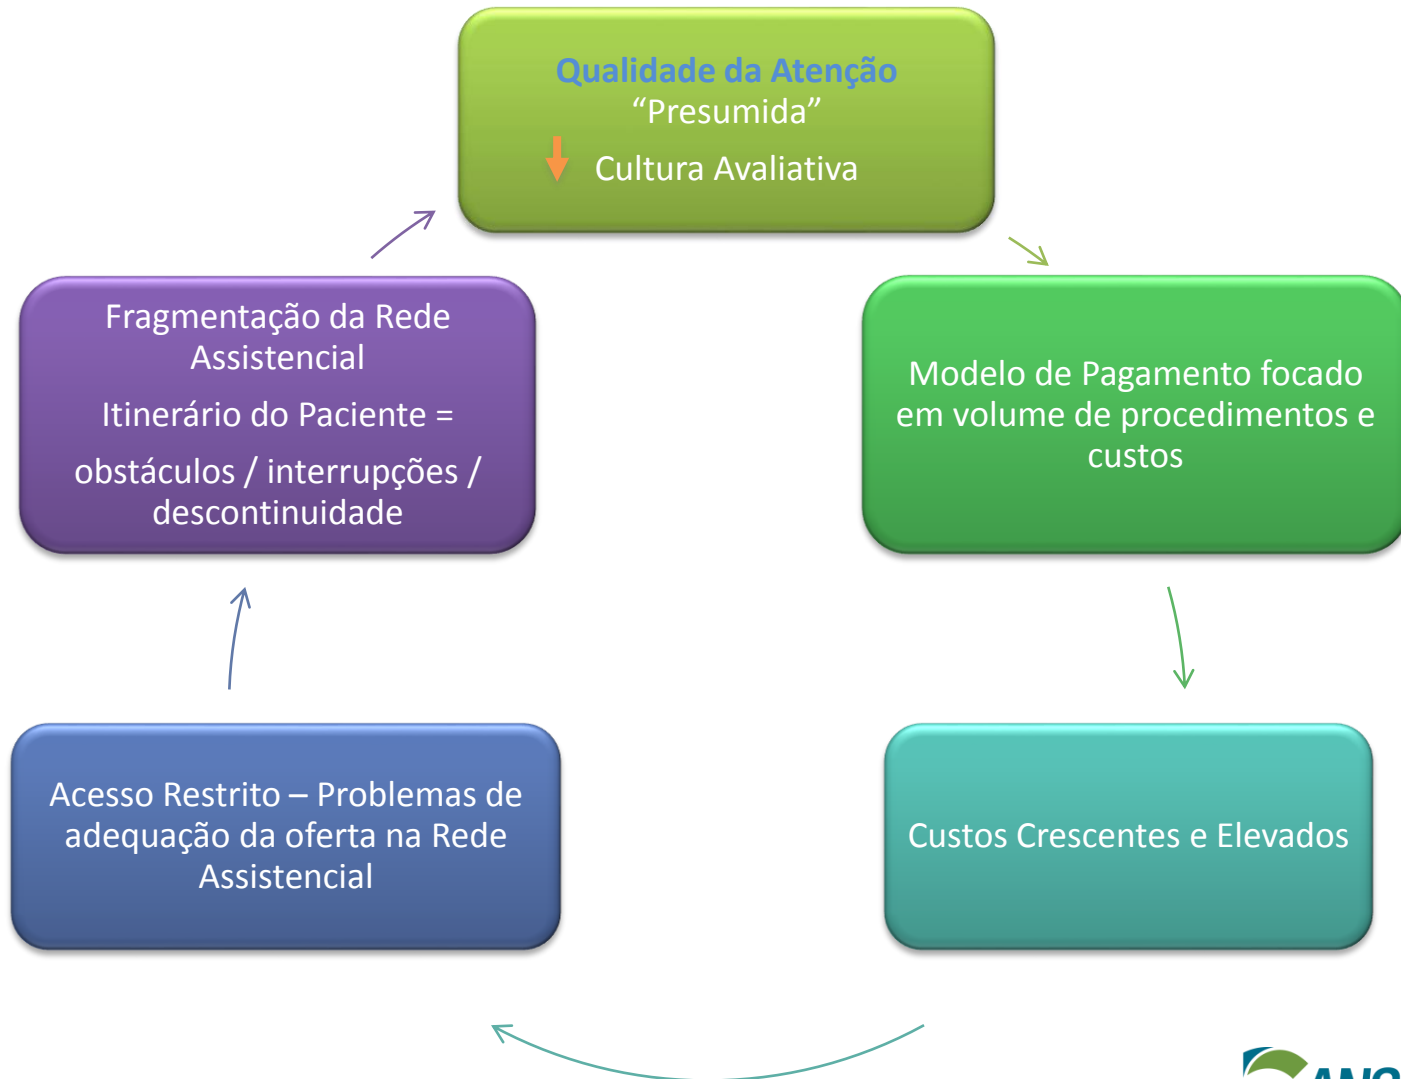 Qualidade da Atenção
“Presumida”
Cultura Avaliativa
Fragmentação da Rede
Assistencial
Itinerário do Paciente =
obstáculos / interrupções /
descontinuidade
Modelo de Pagamento focado
em volume de procedimentos e
custos
Acesso Restrito – Problemas de
adequação da oferta na Rede
Assistencial
Custos Crescentes e Elevados